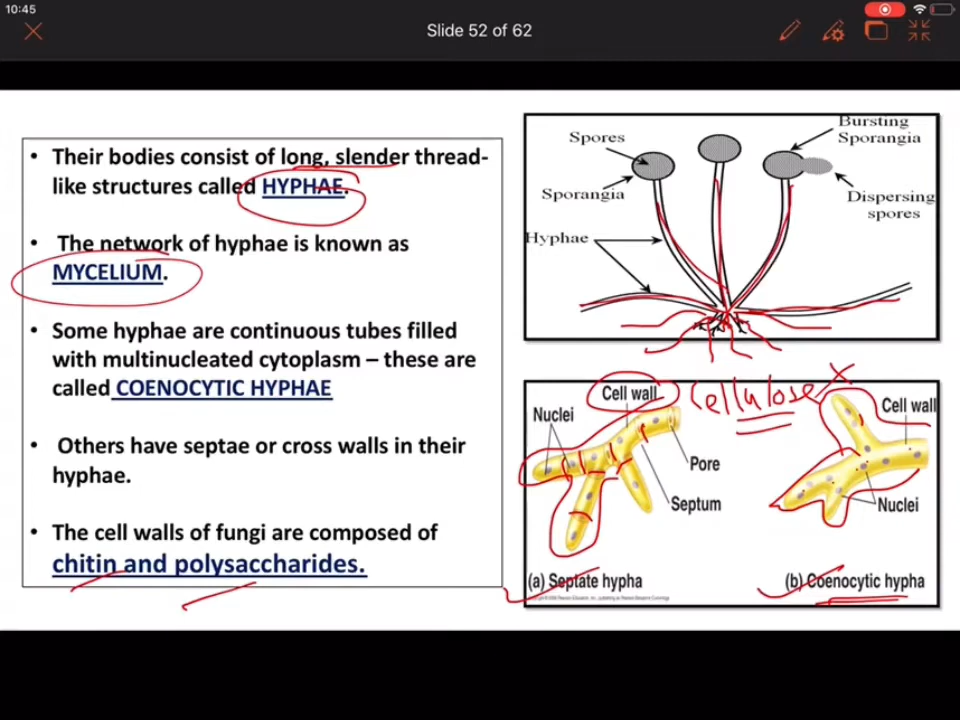 10:45
Slide 52 of 62
• Their bodies consist of long, slender thread-
like structures called HYPHAE.
• The network of hyphae is known as
MYCELIUM.
• Some hyphae are continuous tubes filled
with multinucleated cytoplasm – these are
called COENOCYTIC HYPHAE
• Others have septae or cross walls in their
hyphae.
• The cell walls of fungi are composed of
chitin and polysaccharides.
Spores
Sporangia
Hyphae
Bursting
Sporangia
Dispersing
spores
Cell wall
Cellulose
Nuclei
Pore
Septum
(a) Septate hypha
Cell wall
Nuclei
(b) Coenocytic hypha